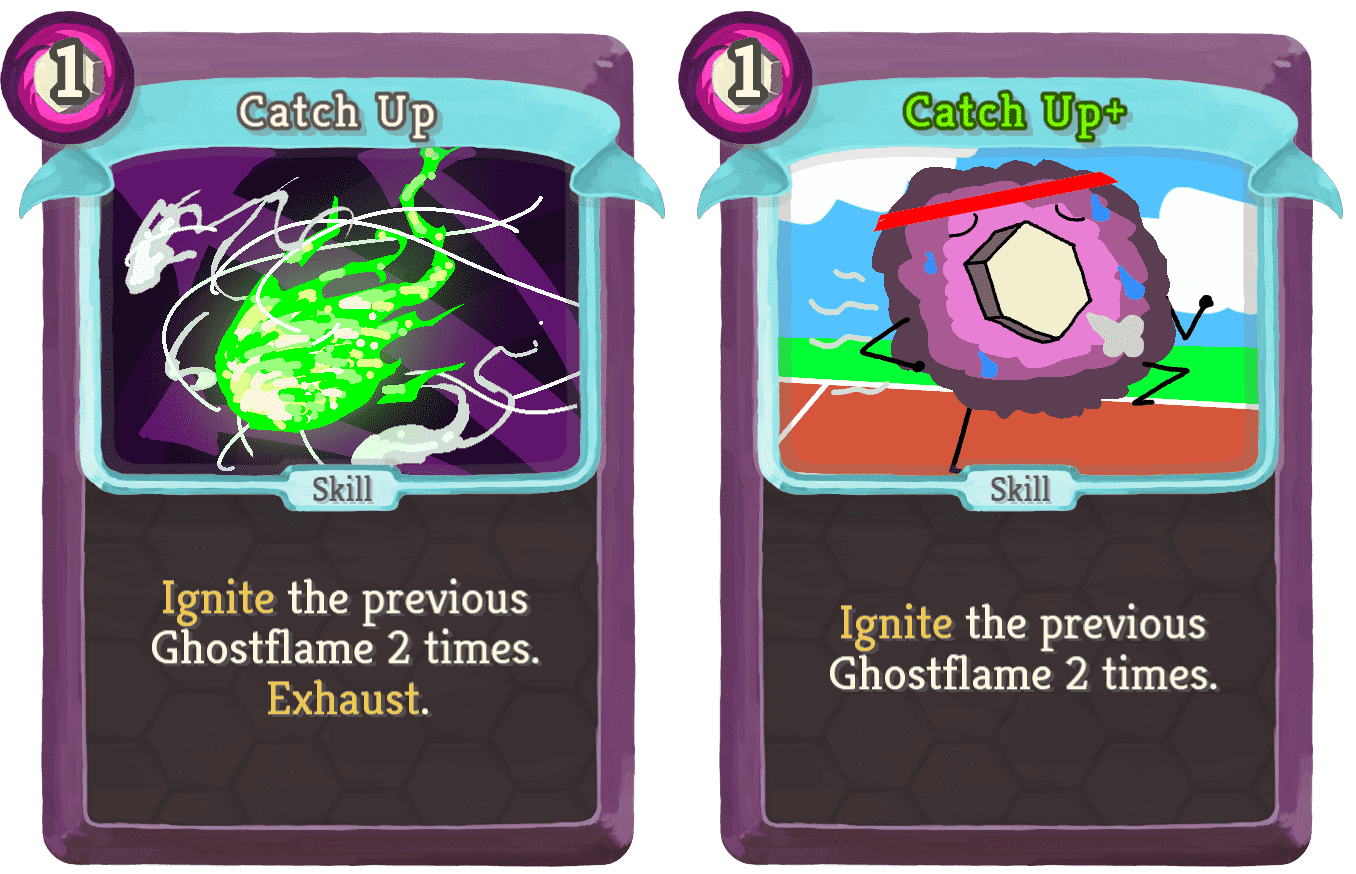 1
Catch Up
Skill
Ignite the previous
Ghostflame 2 times.
Exhaust.
1
Catch Up+
Skill
Ignite the previous
Ghostflame 2 times.